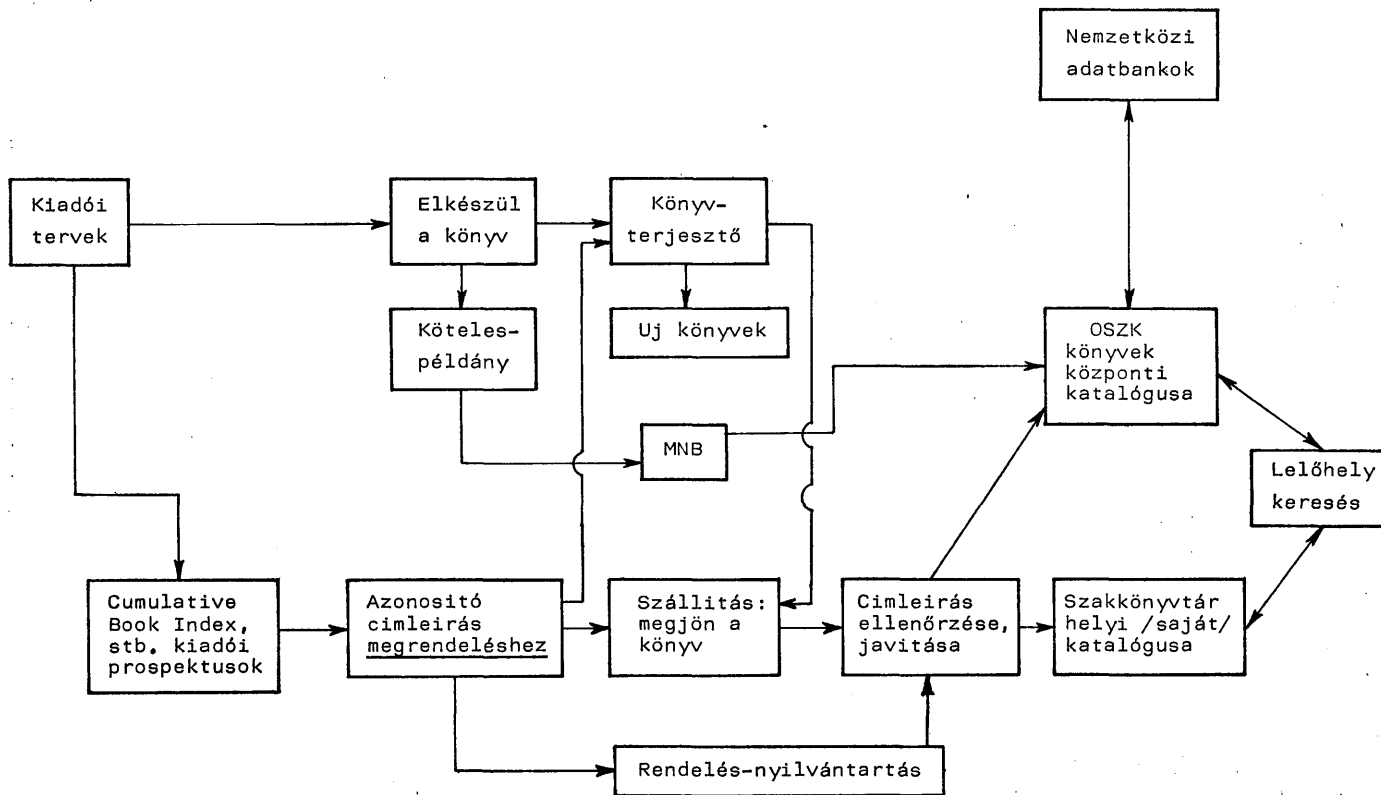 Nemzetközi
adatbankok
Kiadói
tervek
Elkészül
a könyv
Könyv-
terjesztő
Köteles-
példány
Uj könyvek
OSZK
könyvek
központi
katalógusa
MNB
Lelőhely
keresés
Cumulative
Book Index,
stb. kiadói
prospektusok
Azonositó
cimleirás
megrendeléshez
Szállitás:
megjön a
könyv
Cimleirás
ellenőrzése,
javitása
Szakkönyvtár
helyi /saját/
katalógusa
Rendelés-nyilvántartás